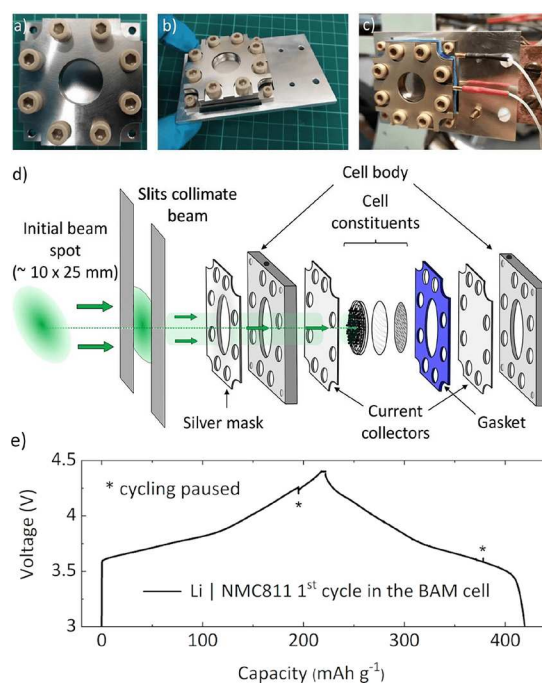 a)
b)
c)
d)
Cell body
Slits collimate
beam
Cell
constituents
Initial beam
spot
(~ 10 x 25 mm)
Silver mask
Current
collectors
Gasket
e)
4.5
* cycling paused
*
4
*
3.5
Li | NMC811 1st cycle in the BAM cell
3
Voltage (V)
0 100 200 300 400
Capacity (mAh g-1)